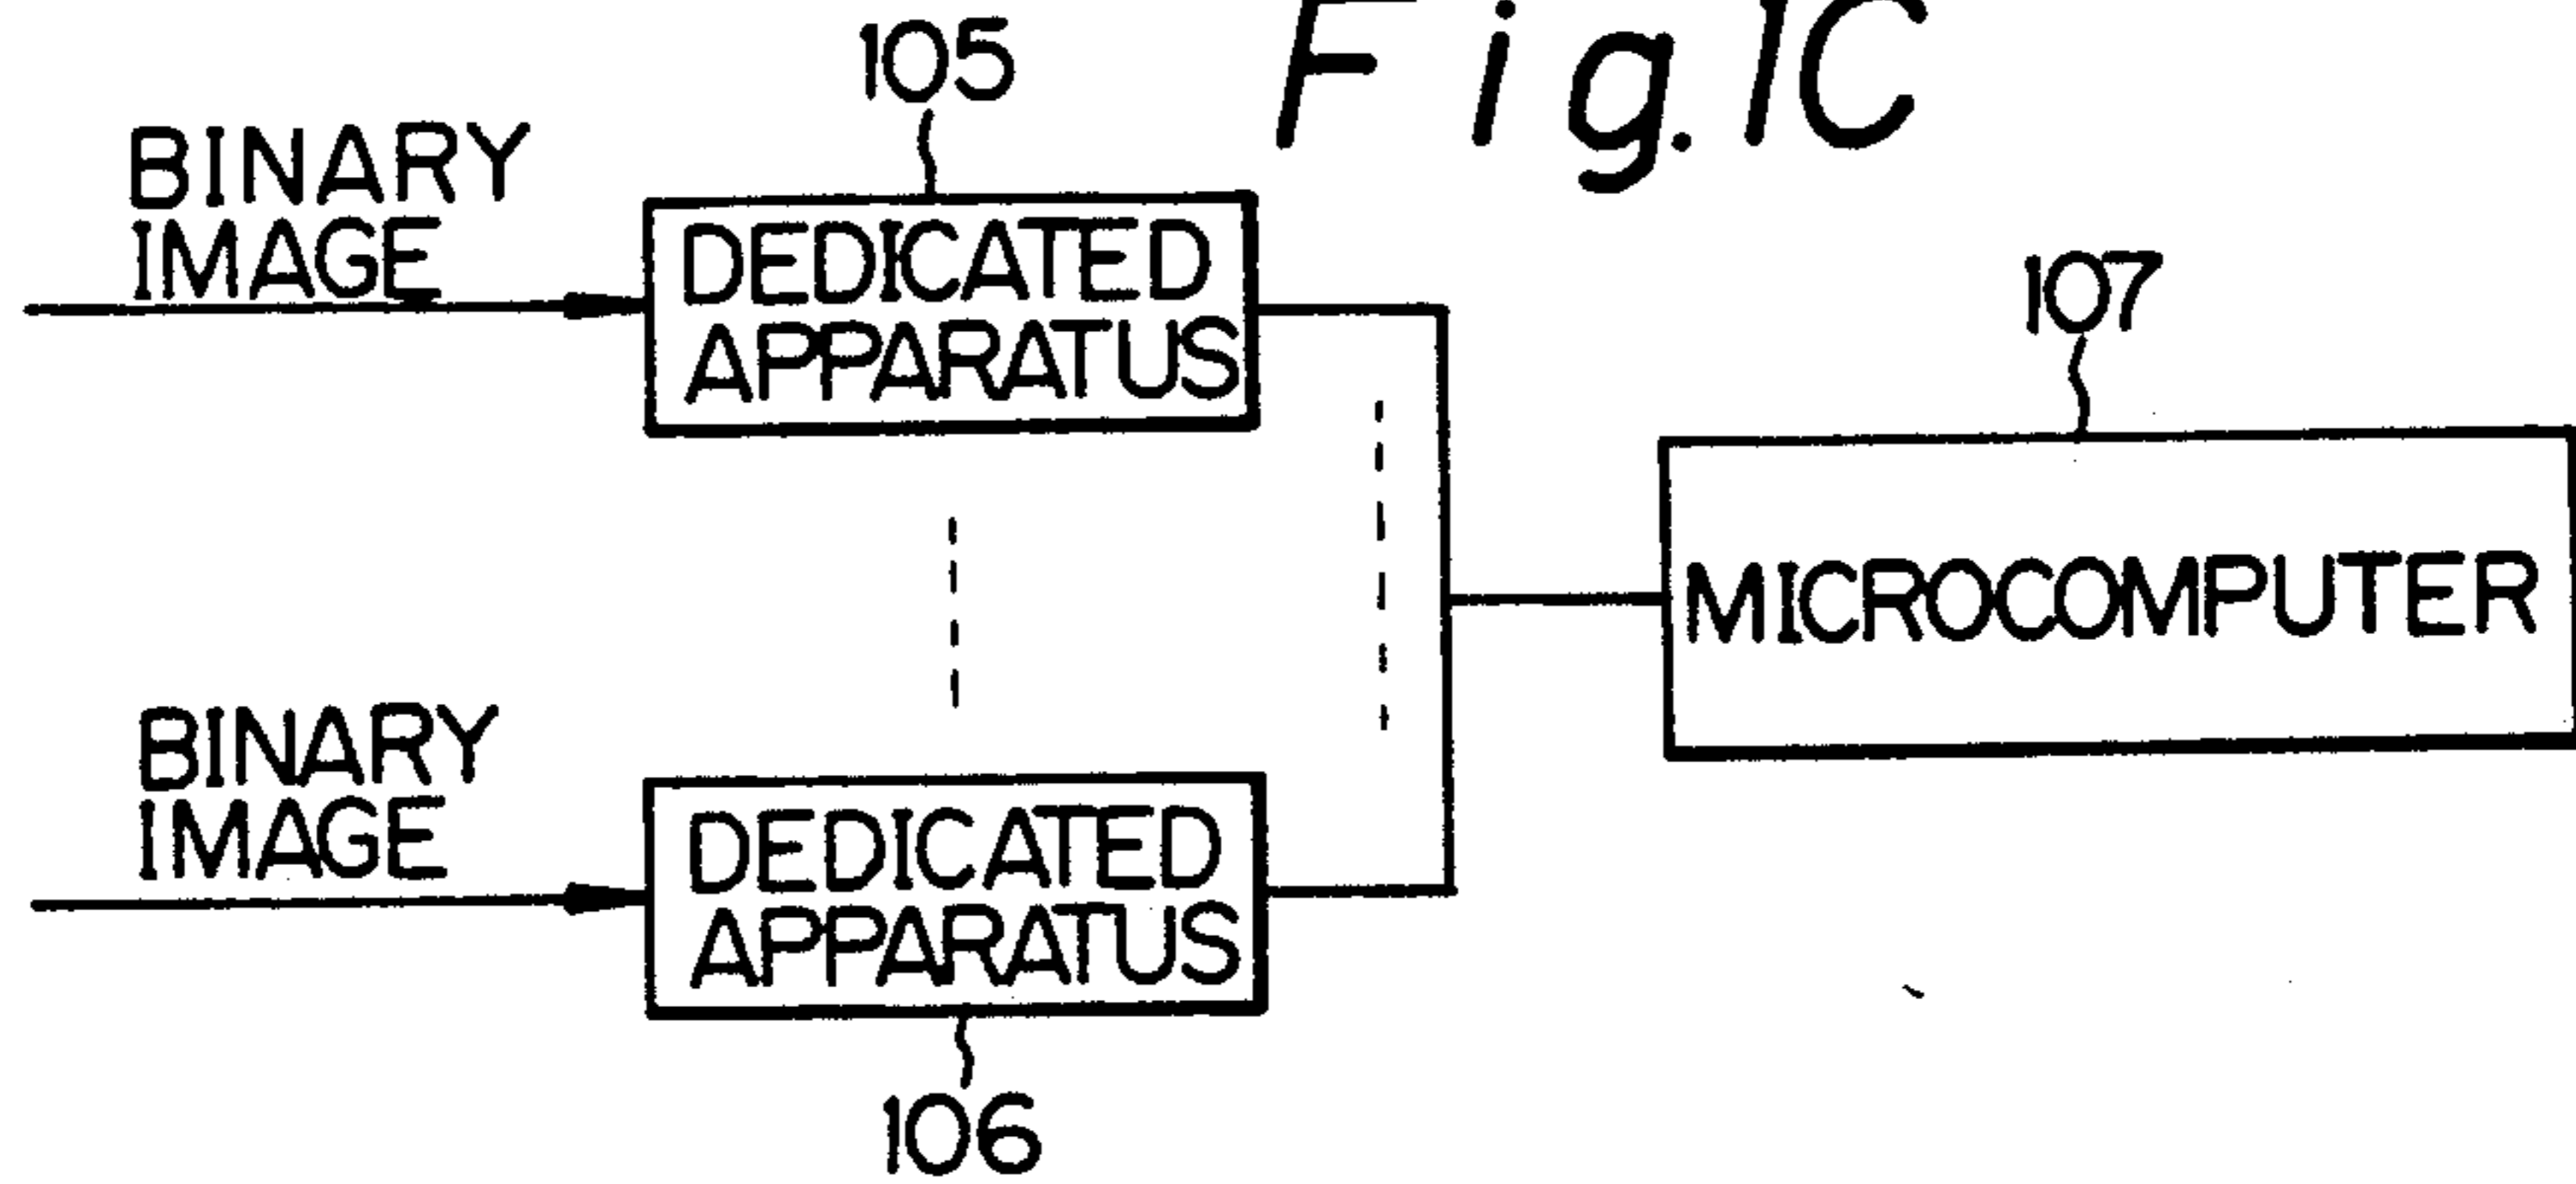 Fig.1C
105
BINARY
IMAGE
DEDICATED
APPARATUS
107
MICROCOMPUTER
BINARY
IMAGE
DEDICATED
APPARATUS
106